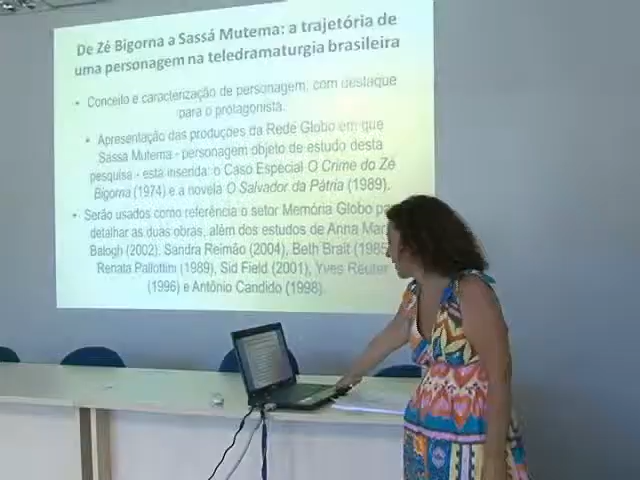 De Zé Bigorna a Sassá Mutema: a trajetória de
uma personagem na teledramaturgia brasileira
• Conceito e caracterização de personagem, com destaque
para o protagonista.
• Apresentação das produções da Rede Globo em que
Sassá Mutema - personagem objeto de estudo desta
pesquisa - está inserida: o Caso Especial O Crime do Zé
Bigorna (1974) e a novela O Salvador da Pátria (1989).
• Serão usados como referência o setor Memória Globo
detalhar as duas obras, além dos estudos de Anna
Balogh (2002), Sandra Reimão (2004), Beth Brait (1985
Renata Pallottini (1989), Sid Field (2001), Yves Reuter
(1996) e Antônio Candido (1998).